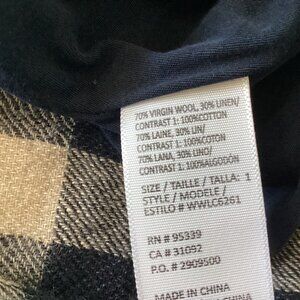 70% VIRGIN WOOL, 30% LINEN/
CONTRAST 1: 100%COTTON
70% LAINE, 30% LIN/
CONTRAST 1: 100%COTON
70% LANA, 30% LINO/
CONTRAST 1: 100%ALGODÓN
SIZE / TAILLE / TALLA: 1
STYLE / MODELE /
ESTILO # WWLC6261
RN # 95339
CA # 31092
P.O. # 2909500
MADE IN CHINA